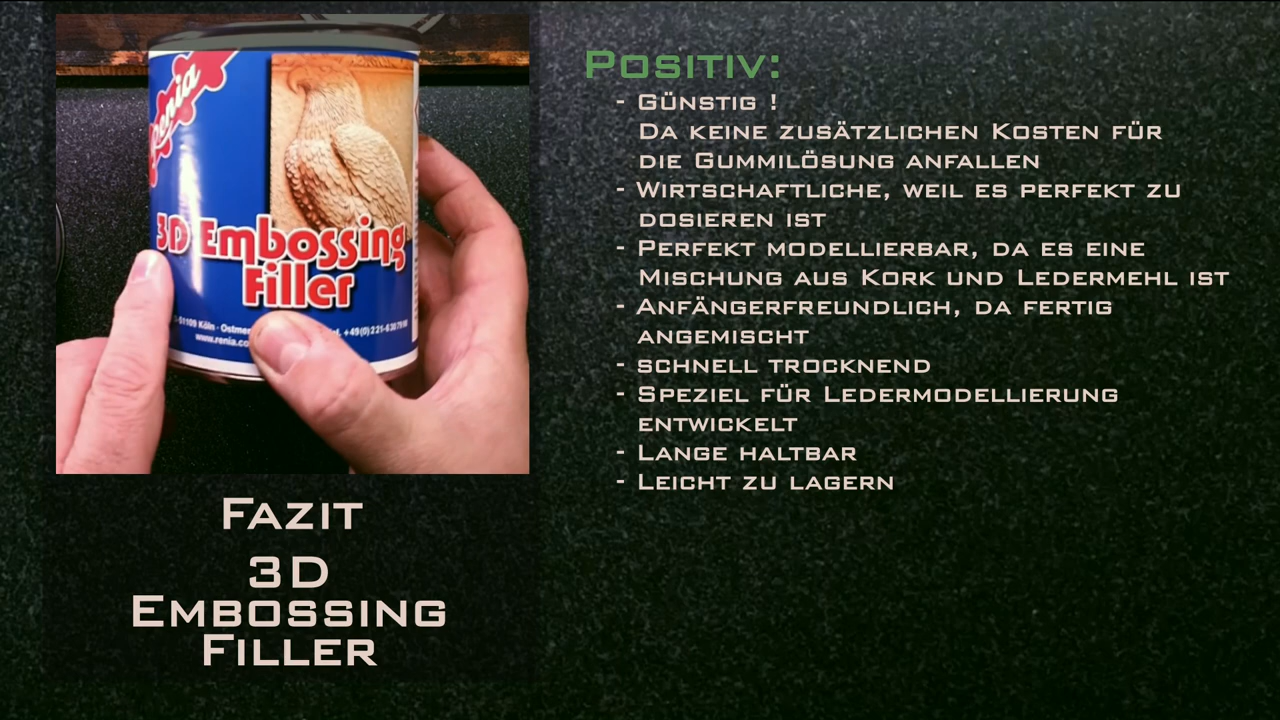 renia
3D Embossing
Filler
www.renia.co
Fazit
3D
Embossing
Filler
Positiv:
- Günstig !
Da keine zusätzlichen Kosten für
die Gummilösung anfallen
- Wirtschaftliche, weil es perfekt zu
dosieren ist
- Perfekt modellierbar, da es eine
Mischung aus Kork und Ledermehl ist
- Anfängerfreundlich, da fertig
angemischt
- schnell trocknend
- Speziel für Ledermodellierung
entwickelt
- Lange haltbar
- Leicht zu lagern